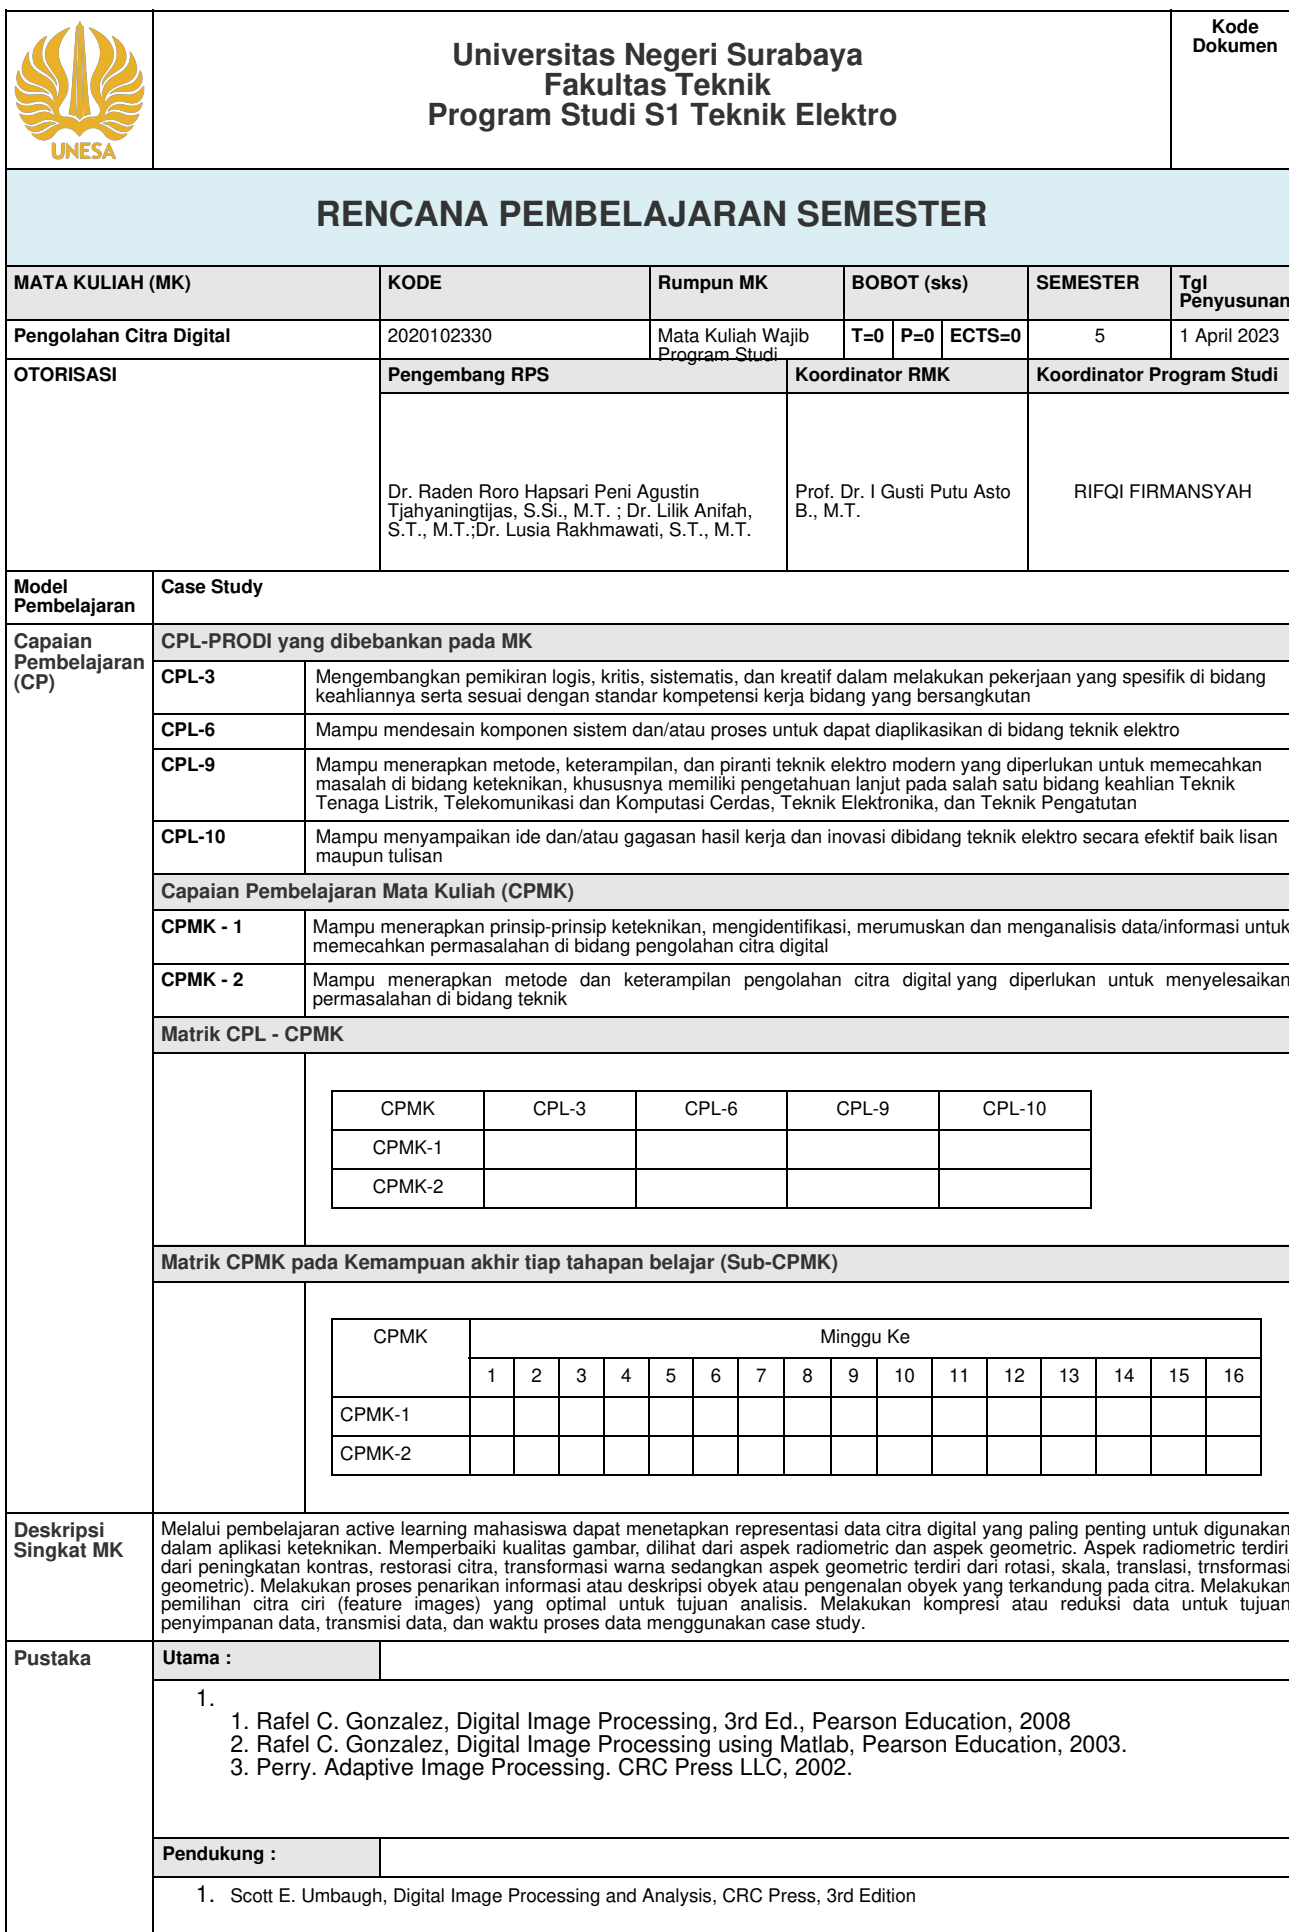 UNESA
Universitas Negeri Surabaya
Fakultas Teknik
Program Studi S1 Teknik Elektro
Kode
Dokumen
RENCANA PEMBELAJARAN SEMESTER
MATA KULIAH (MK) KODE Rumpun MK BOBOT (sks) SEMESTER Tgl
Penyusunan
Pengolahan Citra Digital 2020102330 Mata Kuliah Wajib
Program Studi T=0 P=0 ECTS=0 5 1 April 2023
OTORISASI Pengembang RPS Koordinator RMK Koordinator Program Studi
Dr. Raden Roro Hapsari Peni Agustin
Tjahyaningtijas, S.Si., M.T. ; Dr. Lilik Anifah,
S.T., M.T.;Dr. Lusia Rakhmawati, S.T., M.T.
Prof. Dr. I Gusti Putu Asto
B., M.T.
RIFQI FIRMANSYAH
Model
Pembelajaran
Case Study
Capaian
Pembelajaran
(CP)
CPL-PRODI yang dibebankan pada MK
CPL-3 Mengembangkan pemikiran logis, kritis, sistematis, dan kreatif dalam melakukan pekerjaan yang spesifik di bidang
keahliannya serta sesuai dengan standar kompetensi kerja bidang yang bersangkutan
CPL-6 Mampu mendesain komponen sistem dan/atau proses untuk dapat diaplikasikan di bidang teknik elektro
CPL-9 Mampu menerapkan metode, keterampilan, dan piranti teknik elektro modern yang diperlukan untuk memecahkan
masalah di bidang keteknikan, khususnya memiliki pengetahuan lanjut pada salah satu bidang keahlian Teknik
Tenaga Listrik, Telekomunikasi dan Komputasi Cerdas, Teknik Elektronika, dan Teknik Pengatutan
CPL-10 Mampu menyampaikan ide dan/atau gagasan hasil kerja dan inovasi dibidang teknik elektro secara efektif baik lisan
maupun tulisan
Capaian Pembelajaran Mata Kuliah (CPMK)
CPMK - 1 Mampu menerapkan prinsip-prinsip keteknikan, mengidentifikasi, merumuskan dan menganalisis data/informasi untuk
memecahkan permasalahan di bidang pengolahan citra digital
CPMK - 2 Mampu menerapkan metode dan keterampilan pengolahan citra digital yang diperlukan untuk menyelesaikan
permasalahan di bidang teknik
Matrik CPL - CPMK
CPMK CPL-3 CPL-6 CPL-9 CPL-10
CPMK-1
CPMK-2
Matrik CPMK pada Kemampuan akhir tiap tahapan belajar (Sub-CPMK)
CPMK Minggu Ke
1 2 3 4 5 6 7 8 9 10 11 12 13 14 15 16
CPMK-1
CPMK-2
Deskripsi
Singkat MK
Melalui pembelajaran active learning mahasiswa dapat menetapkan representasi data citra digital yang paling penting untuk digunakan
dalam aplikasi keteknikan. Memperbaiki kualitas gambar, dilihat dari aspek radiometric dan aspek geometric. Aspek radiometric terdiri
dari peningkatan kontras, restorasi citra, transformasi warna sedangkan aspek geometric terdiri dari rotasi, skala, translasi, trnsformasi
geometric). Melakukan proses penarikan informasi atau deskripsi obyek atau pengenalan obyek yang terkandung pada citra. Melakukan
pemilihan citra ciri (feature images) yang optimal untuk tujuan analisis. Melakukan kompresi atau reduksi data untuk tujuan
penyimpanan data, transmisi data, dan waktu proses data menggunakan case study.
Pustaka
Utama :
1.
1. Rafel C. Gonzalez, Digital Image Processing, 3rd Ed., Pearson Education, 2008
2. Rafel C. Gonzalez, Digital Image Processing using Matlab, Pearson Education, 2003.
3. Perry. Adaptive Image Processing. CRC Press LLC, 2002.
Pendukung :
1. Scott E. Umbaugh, Digital Image Processing and Analysis, CRC Press, 3rd Edition